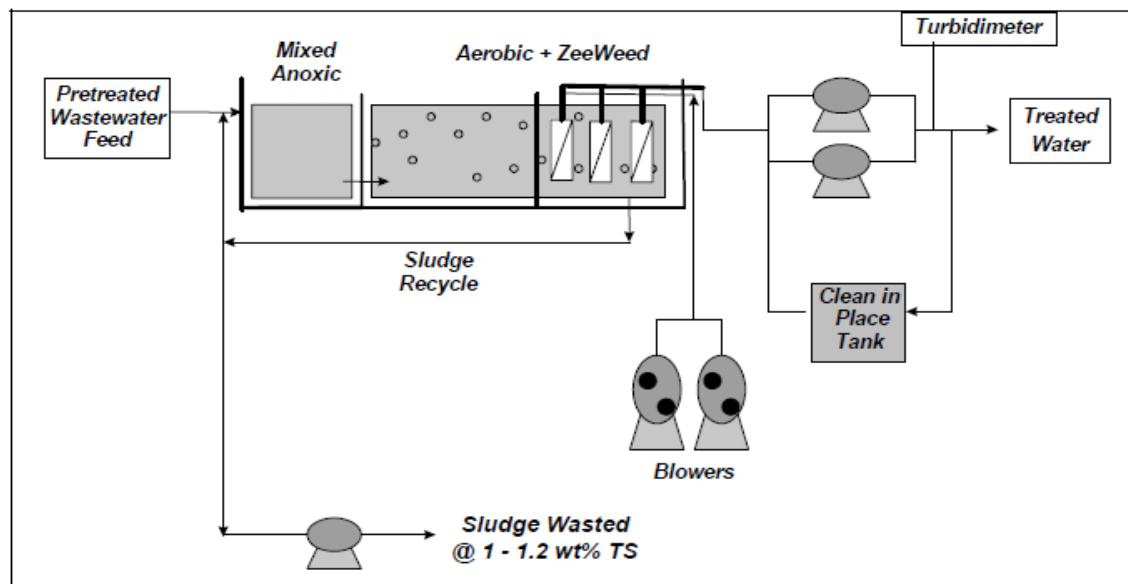 Turbidimeter
Mixed
Anoxic
Aerobic + ZeeWeed
Pretreated
Wastewater
Feed
Treated
Water
Sludge
Recycle
Clean in
Place
Tank
Blowers
Sludge Wasted
@ 1 - 1.2 wt% TS